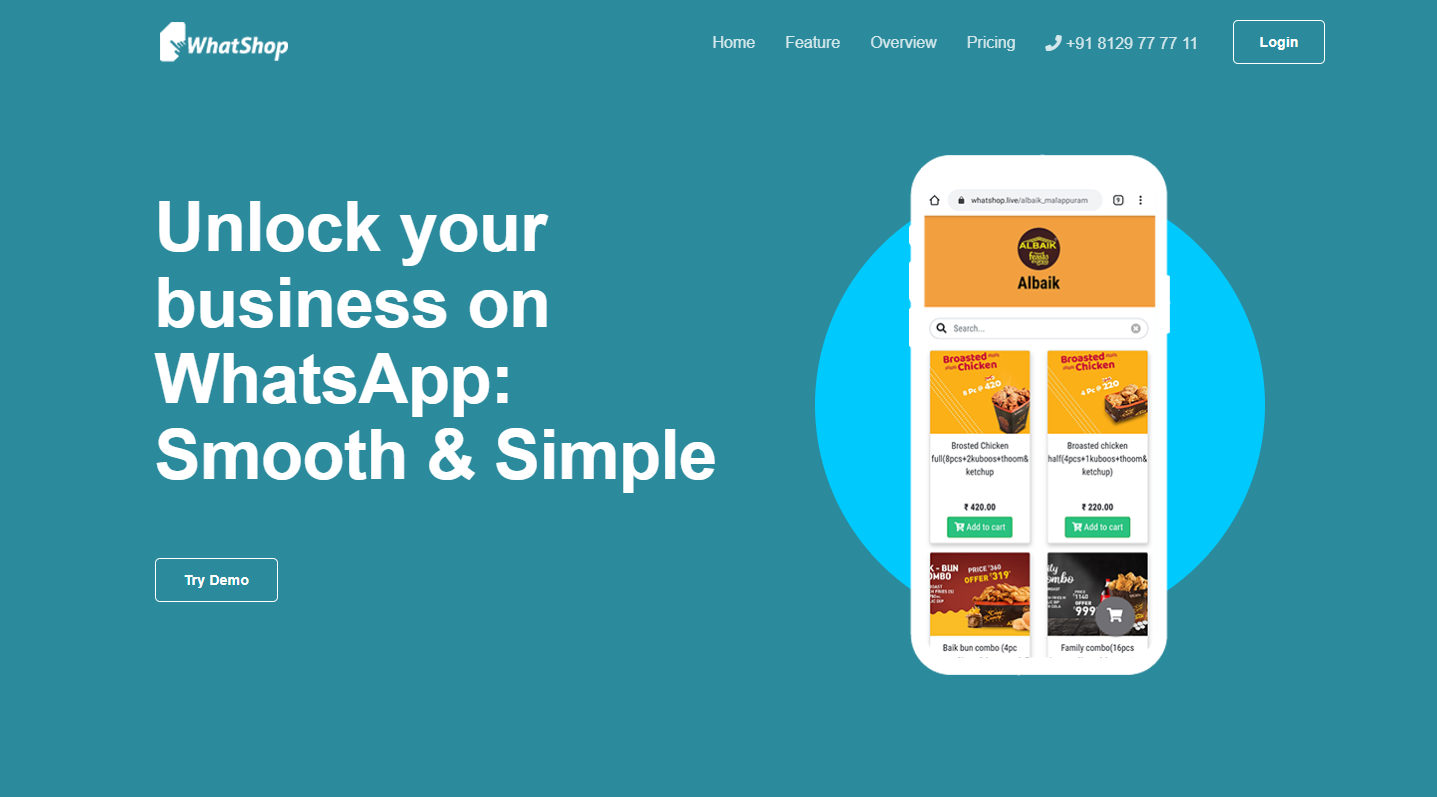 WhatShop
Home Feature Overview Pricing +91 8129 77 77 11 Login
Unlock your
business on
WhatsApp:
Smooth & Simple
Try Demo
whatshop.live/albaik_malappuram 9
ALBAIK
feasto
Albaik
Search...
Broasted
Chicken
8 Pc @ 420
Brosted Chicken
full(8pcs+2kuboos+thoom&
ketchup
₹ 420.00
Add to cart
Broasted
Chicken
4 Pc @ 220
Broasted chicken
half(4pcs+1kuboos+thoom&
ketchup)
₹ 220.00
Add to cart
K - BUN
OMBO
PRICE ₹360
OFFER ₹319
Baik bun combo (4pc
ombo
PRICE
₹1140
OFFER
₹999
Family combo(16pcs